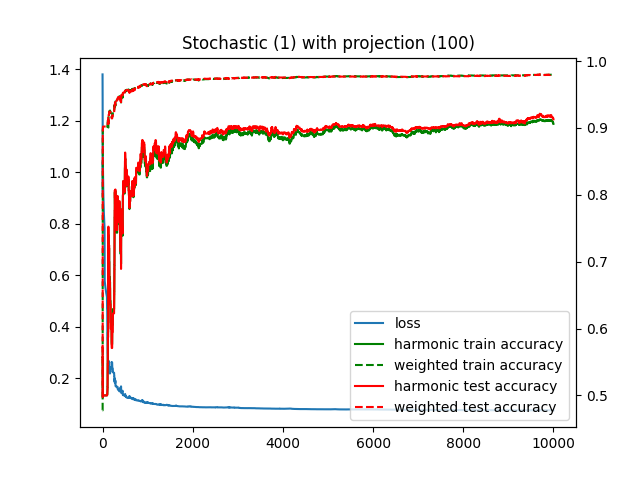 Stochastic (1) with projection (100)
1.4
1.2
1.0
0.8
0.6
0.4
0.2
1.0
0.9
0.8
0.7
0.6
0.5
loss
harmonic train accuracy
weighted train accuracy
harmonic test accuracy
weighted test accuracy
0 2000 4000 6000 8000 10000